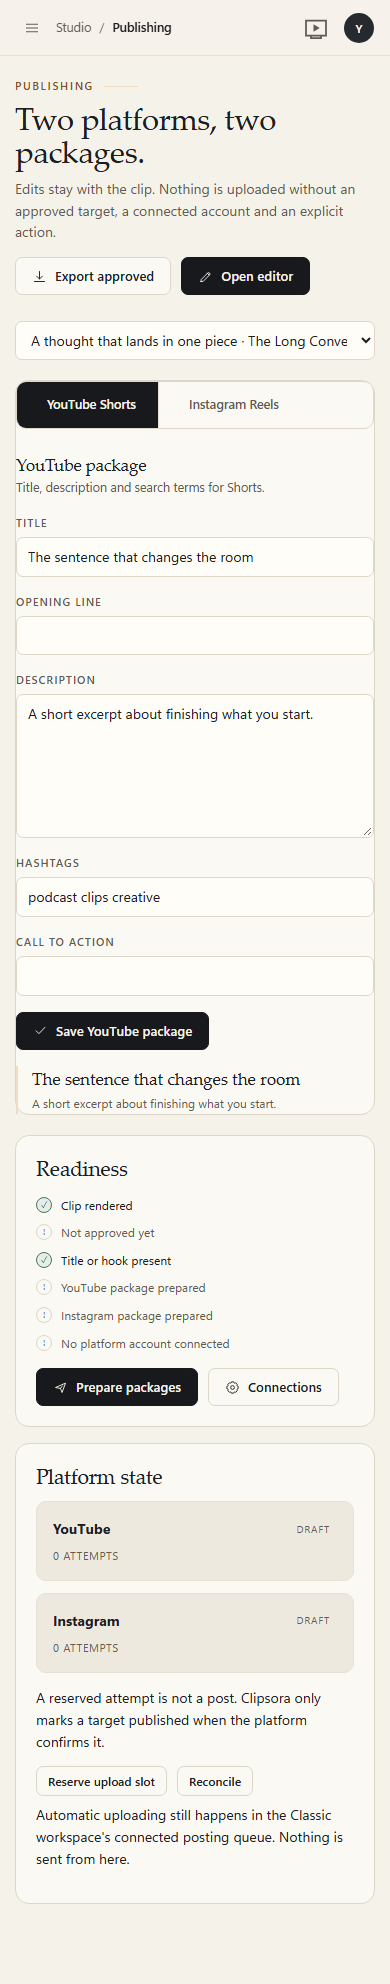 Studio / Publishing
Y
PUBLISHING
Two platforms, two
packages.
Edits stay with the clip. Nothing is uploaded without an
approved target, a connected account and an explicit
action.
Export approved
Open editor
A thought that lands in one piece · The Long Conve
YouTube Shorts
Instagram Reels
YouTube package
Title, description and search terms for Shorts.
TITLE
The sentence that changes the room
OPENING LINE
DESCRIPTION
A short excerpt about finishing what you start.
HASHTAGS
podcast clips creative
CALL TO ACTION
Save YouTube package
The sentence that changes the room
A short excerpt about finishing what you start.
Readiness
Clip rendered
Not approved yet
Title or hook present
YouTube package prepared
Instagram package prepared
No platform account connected
Prepare packages
Connections
Platform state
YouTube
DRAFT
0 ATTEMPTS
Instagram
DRAFT
0 ATTEMPTS
A reserved attempt is not a post. Clipsora only
marks a target published when the platform
confirms it.
Reserve upload slot
Reconcile
Automatic uploading still happens in the Classic
workspace's connected posting queue. Nothing is
sent from here.